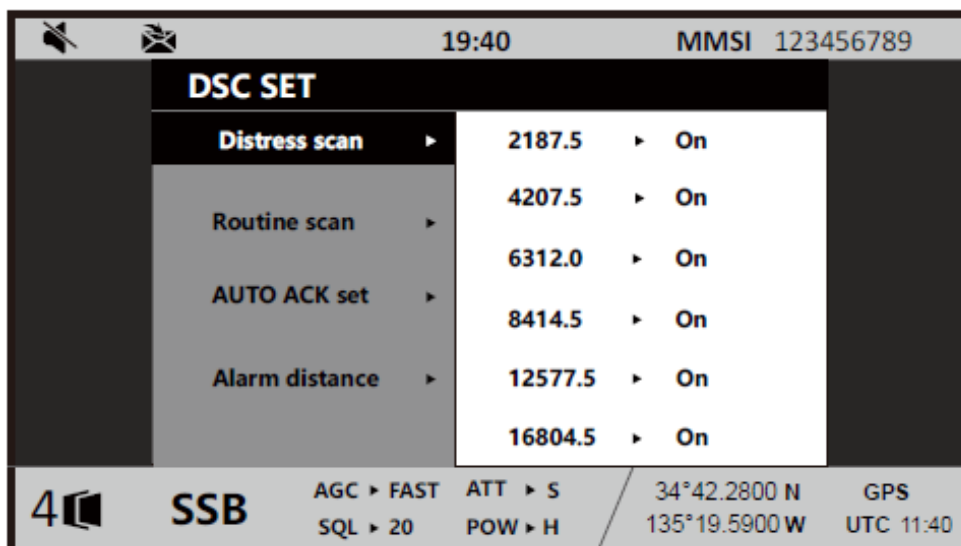 19:40 MMSI 123456789
DSC SET
Distress scan ► 2187.5 ► On
4207.5 ► On
Routine scan ►
6312.0 ► On
AUTO ACK set ►
8414.5 ► On
Alarm distance ► 12577.5 ► On
16804.5 ► On
4 SSB AGC ► FAST ATT ► S 34°42.2800 N GPS
SQL ► 20 POW ► H 135°19.5900 W UTC 11:40